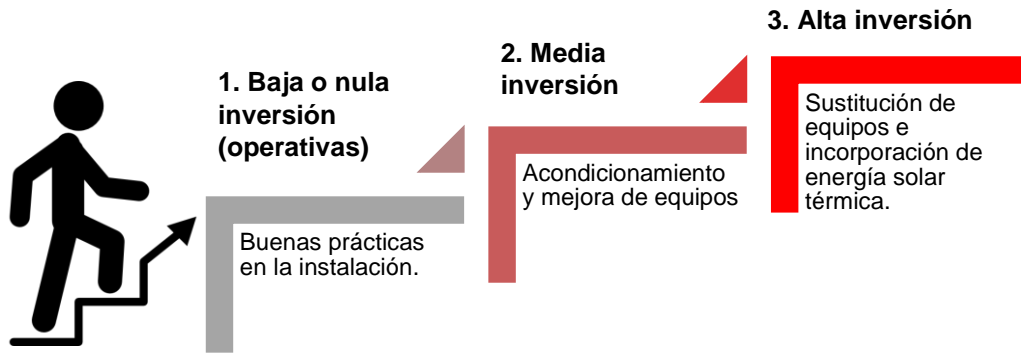 1. Baja o nula
inversión
(operativas)
Buenas prácticas
en la instalación.
2. Media
inversión
Acondicionamiento
y mejora de equipos
3. Alta inversión
Sustitución de
equipos e
incorporación de
energía solar
térmica.